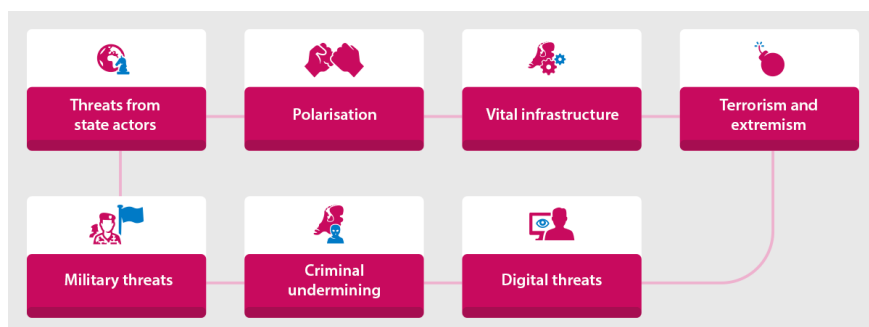 Threats from
state actors
Polarisation
Vital infrastructure
Terrorism and
extremism
Military threats
Criminal
undermining
Digital threats